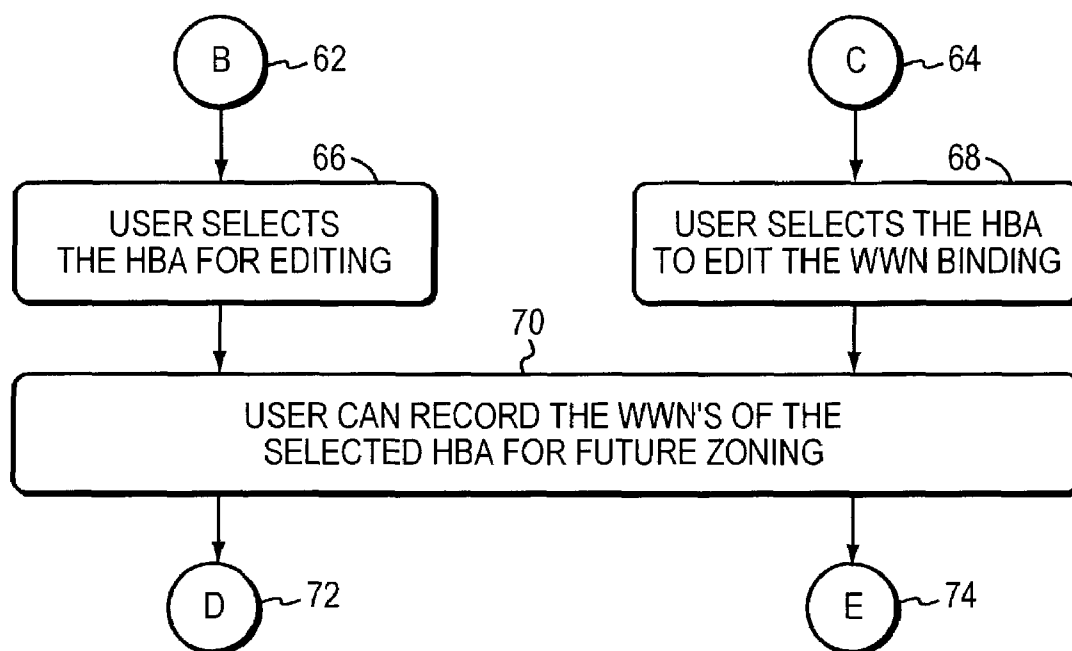 B
62
C
64
66
USER SELECTS
THE HBA FOR EDITING
68
USER SELECTS THE HBA
TO EDIT THE WWN BINDING
70
USER CAN RECORD THE WWN'S OF THE
SELECTED HBA FOR FUTURE ZONING
D
72
E
74